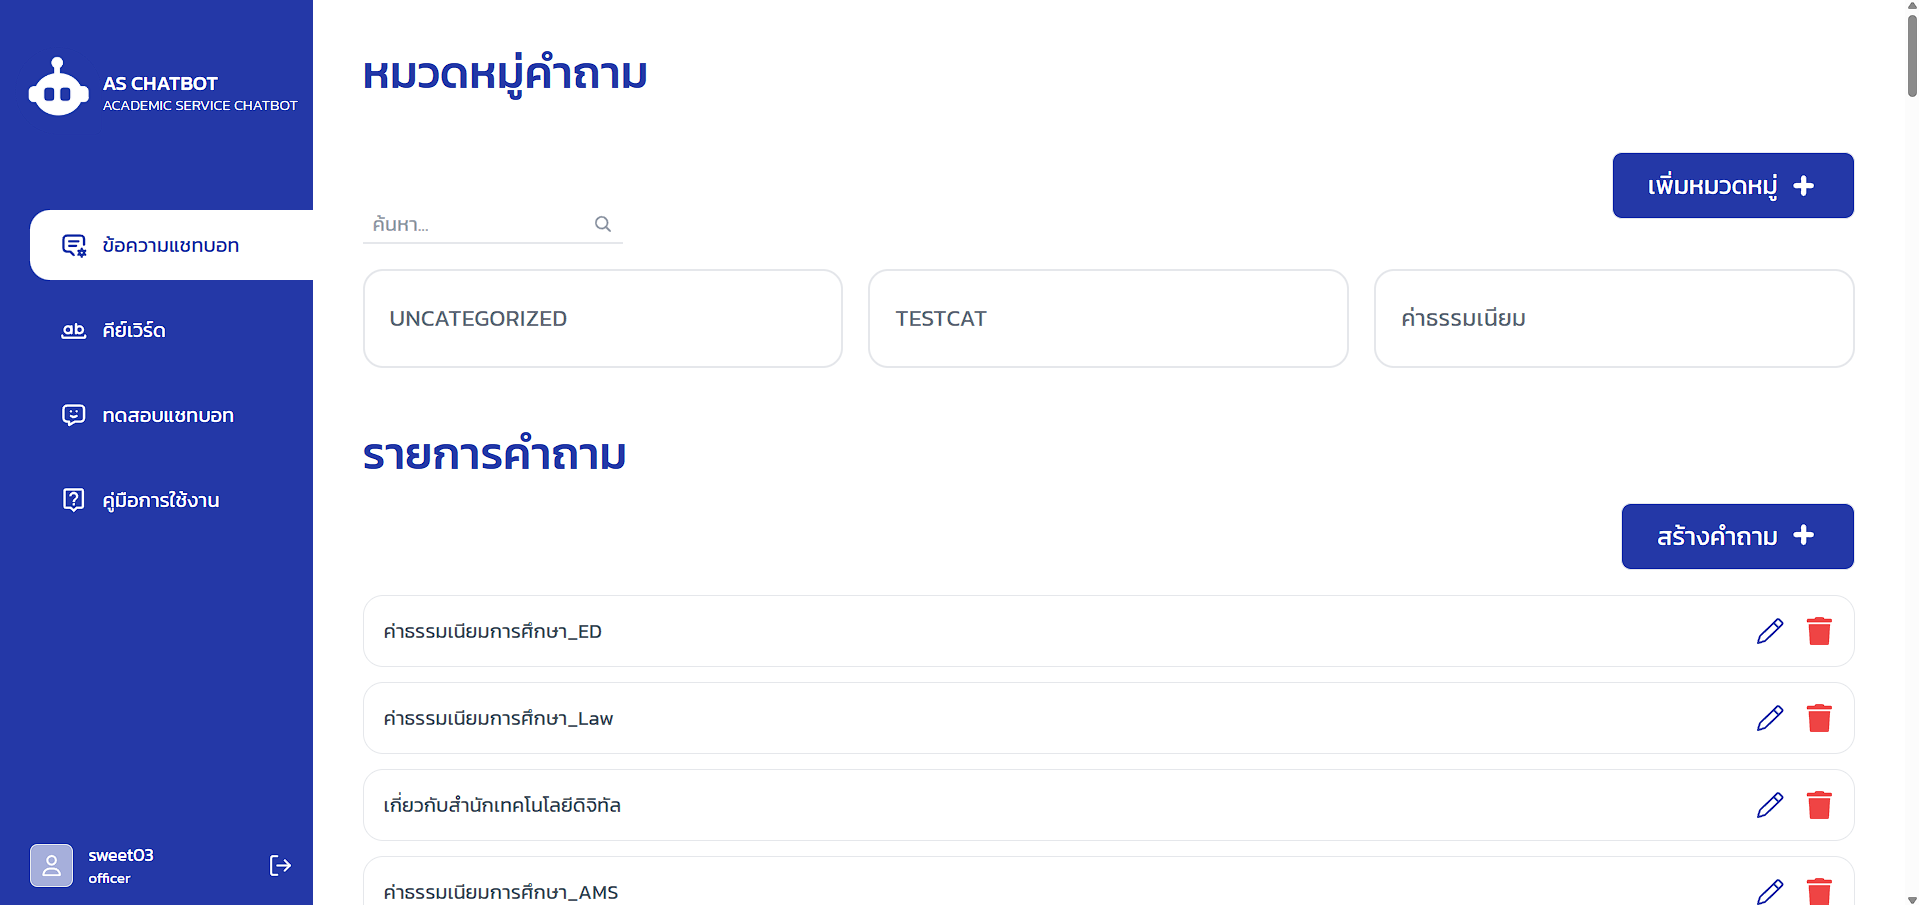 AS CHATBOT
ACADEMIC SERVICE CHATBOT
ข้อความแชทบอท
ab
คีย์เวิร์ด
ทดสอบแชทบอท
คู่มือการใช้งาน
sweet03
officer
หมวดหมู่คำถาม
เพิ่มหมวดหมู่
ค้นหา...
UNCATEGORIZED
TESTCAT
ค่าธรรมเนียม
รายการคำถาม
สร้างคำถาม
ค่าธรรมเนียมการศึกษา_ED
ค่าธรรมเนียมการศึกษา_Law
เกี่ยวกับสำนักเทคโนโลยีดิจิทัล
ค่าธรรมเนียมการศึกษา_AMS